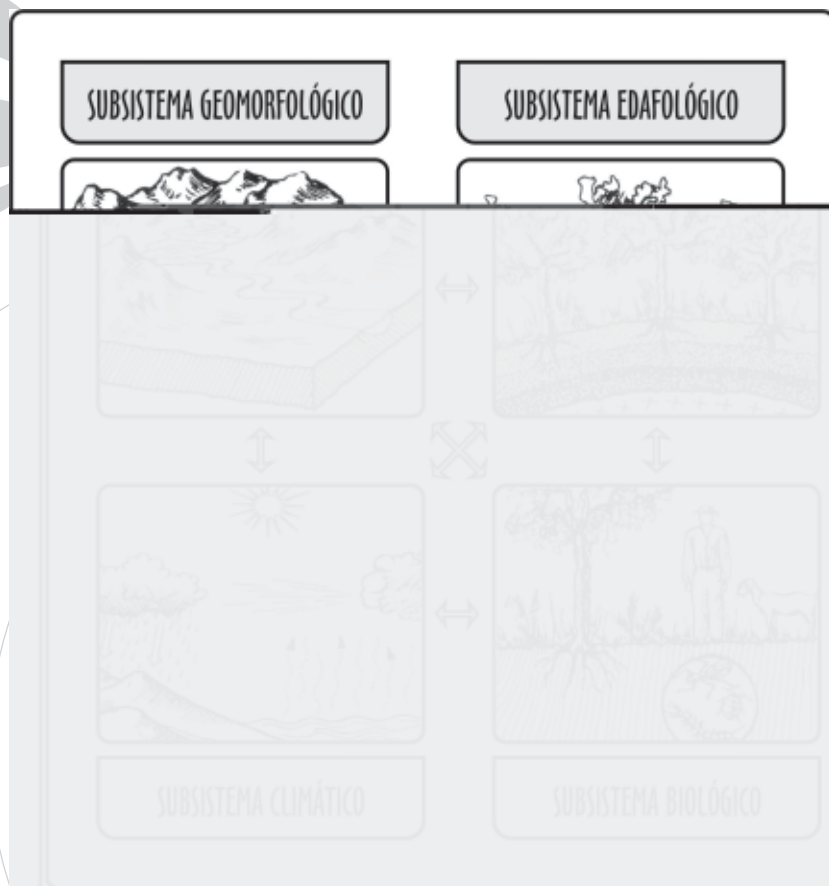 SUBSISTEMA GEOMORFOLÓGICO
SUBSISTEMA EDAFOLÓGICO
SUBSISTEMA CLIMÁTICO
SUBSISTEMA BIOLÓGICO